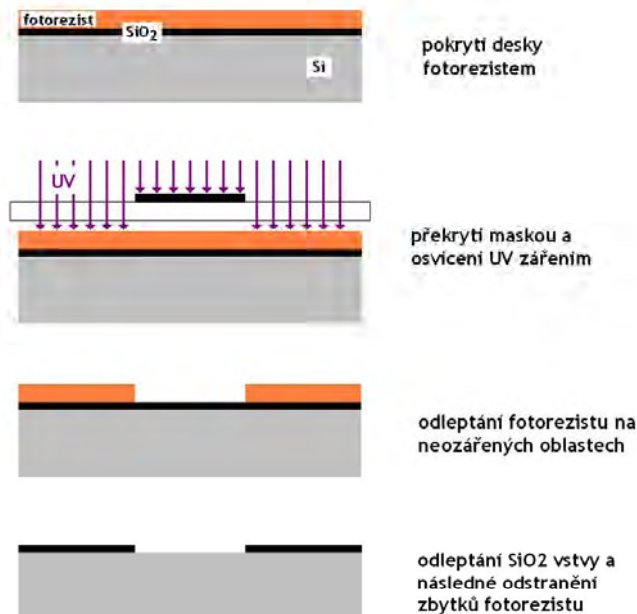 fotorezist
SiO₂
Si
pokrytí desky
fotorezistem
UV
překrytí maskou a
osvícení UV zářením
odleptání fotorezistu na
neozářených oblastech
odleptání SiO2 vstvy a
následné odstranění
zbytků fotorezistu